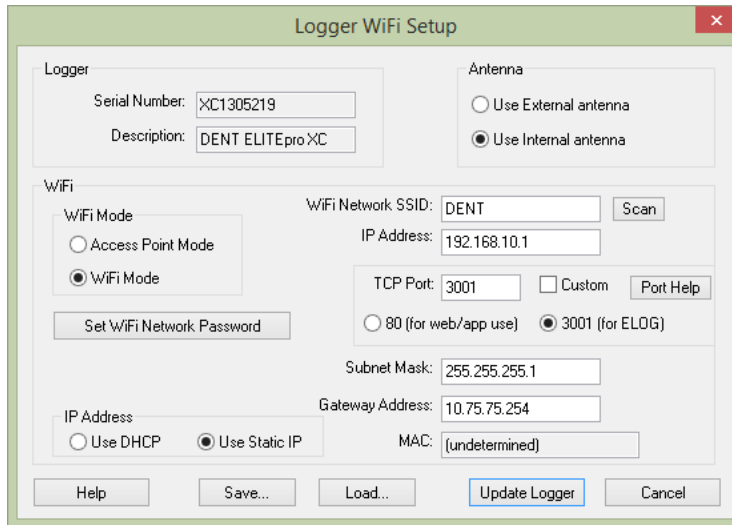 Logger WiFi Setup
Logger
Serial Number: XC1305219
Description: DENT ELITEpro XC
Antenna
Use External antenna
Use Internal antenna
WiFi
WiFi Mode
Access Point Mode
WiFi Mode
Set WiFi Network Password
WiFi Network SSID: DENT Scan
IP Address: 192.168.10.1
TCP Port: 3001 Custom Port Help
80 (for web/app use) 3001 (for ELOG)
Subnet Mask: 255.255.255.1
Gateway Address: 10.75.75.254
MAC: (undetermined)
IP Address
Use DHCP Use Static IP
Help Save... Load... Update Logger Cancel